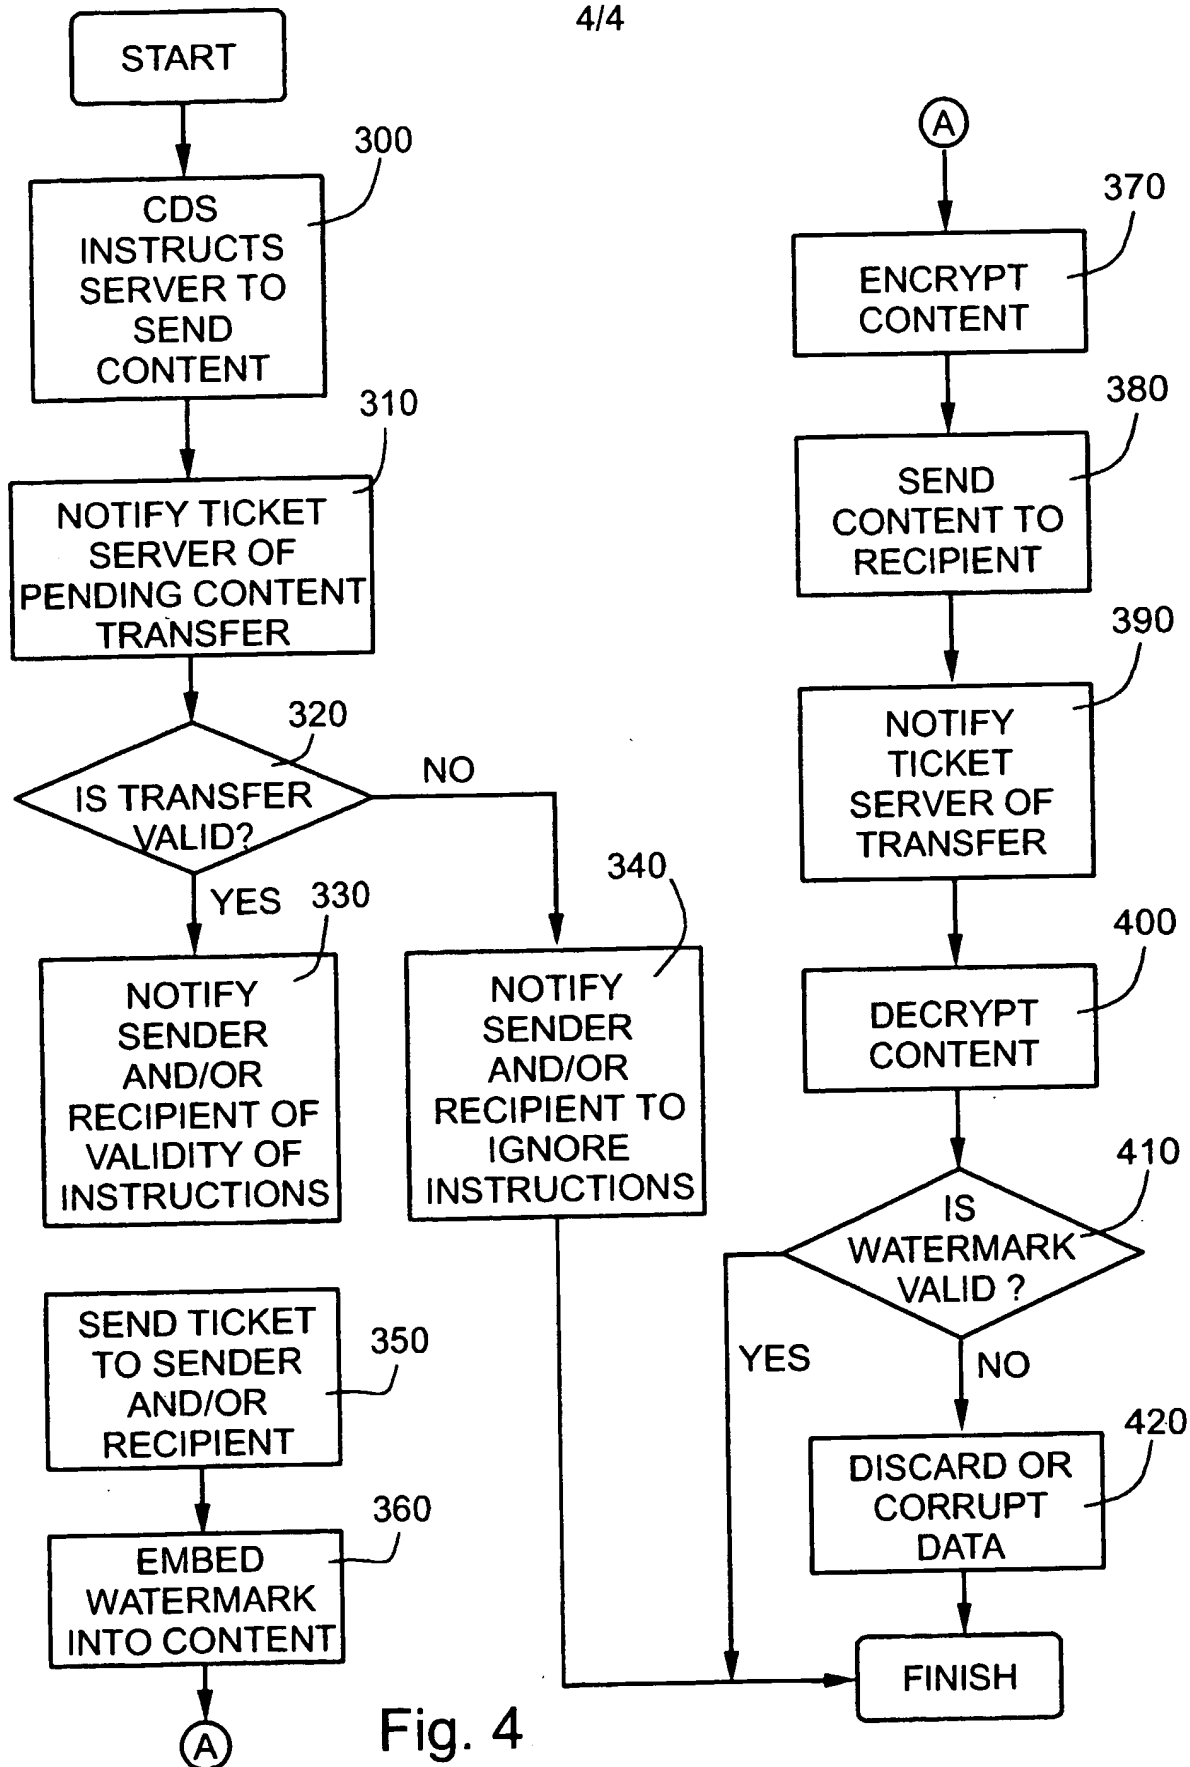 4/4
START
300
CDS
INSTRUCTS
SERVER TO
SEND
CONTENT
310
NOTIFY TICKET
SERVER OF
PENDING CONTENT
TRANSFER
320
IS TRANSFER
VALID?
NO
YES
330
NOTIFY
SENDER
AND/OR
RECIPIENT OF
VALIDITY OF
INSTRUCTIONS
340
NOTIFY
SENDER
AND/OR
RECIPIENT TO
IGNORE
INSTRUCTIONS
SEND TICKET
TO SENDER
AND/OR
RECIPIENT
350
360
EMBED
WATERMARK
INTO CONTENT
A
A
370
ENCRYPT
CONTENT
380
SEND
CONTENT TO
RECIPIENT
390
NOTIFY
TICKET
SERVER OF
TRANSFER
400
DECRYPT
CONTENT
410
IS
WATERMARK
VALID ?
YES
NO
420
DISCARD OR
CORRUPT
DATA
FINISH
Fig. 4